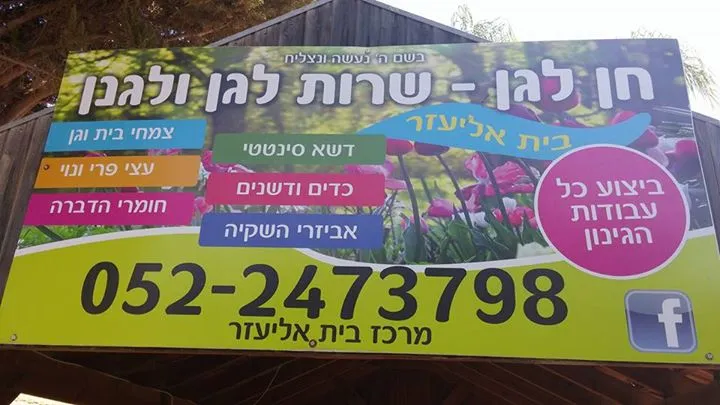 בשם ה' נעשה ונצליח
חן לגן - שרות לגן ולגנן
בית אליעזר
צמחי בית וגן
עצי פרי ונוי
חומרי הדברה
דשא סינטטי
כדים ודשנים
אביזרי השקיה
ביצוע כל
עבודות
הגינון
052-2473798
מרכז בית אליעזר
f